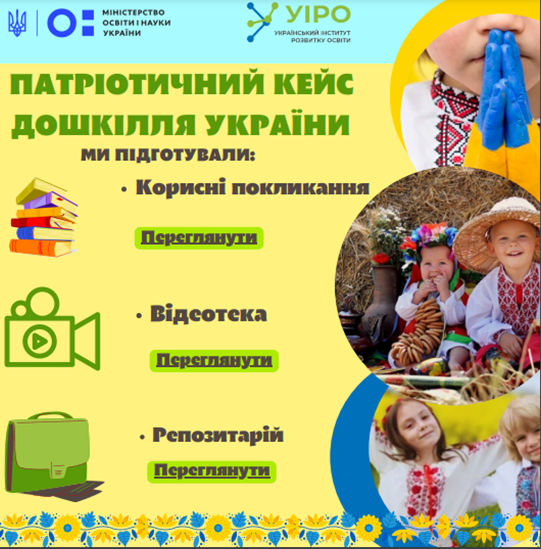 МІНІСТЕРСТВО
ОСВІТИ І НАУКИ
УКРАЇНИ
УІРО
УКРАЇНСЬКИЙ ІНСТИТУТ
РОЗВИТКУ ОСВІТИ
ПАТРІОТИЧНИЙ КЕЙС
ДОШКІЛЛЯ УКРАЇНИ
МИ ПІДГОТУВАЛИ:
• Корисні покликання
Переглянути
• Відеотека
Переглянути
• Репозитарій
Переглянути